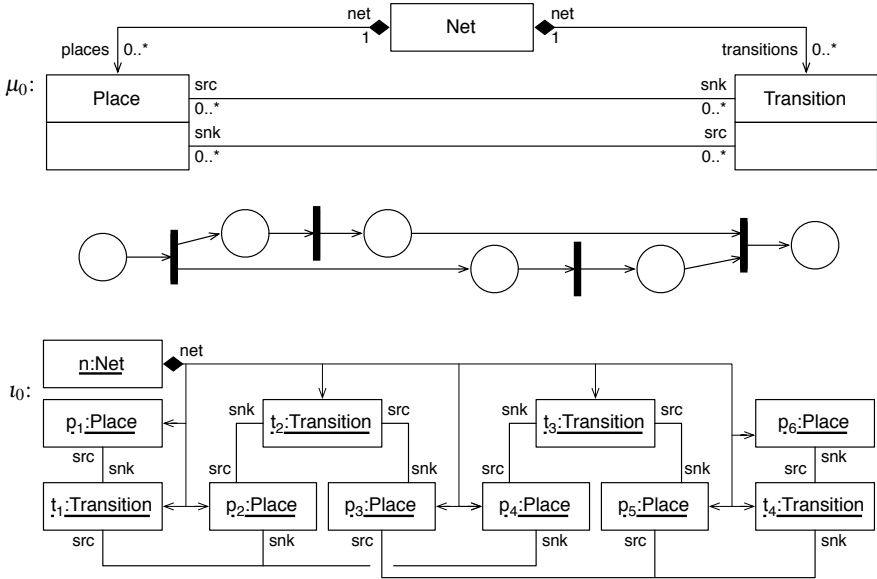 net Net net
1 1
places 0..* transitions 0..*
μ₀:
Place src snk Transition
0..* 0..*
snk src
0..* 0..*
n:Net net
ι₀:
p₁:Place snk t₂:Transition src snk t₃:Transition src p₆:Place
src snk src snk src snk snk src
t₁:Transition p₂:Place p₃:Place p₄:Place p₅:Place t₄:Transition
src snk src snk src snk